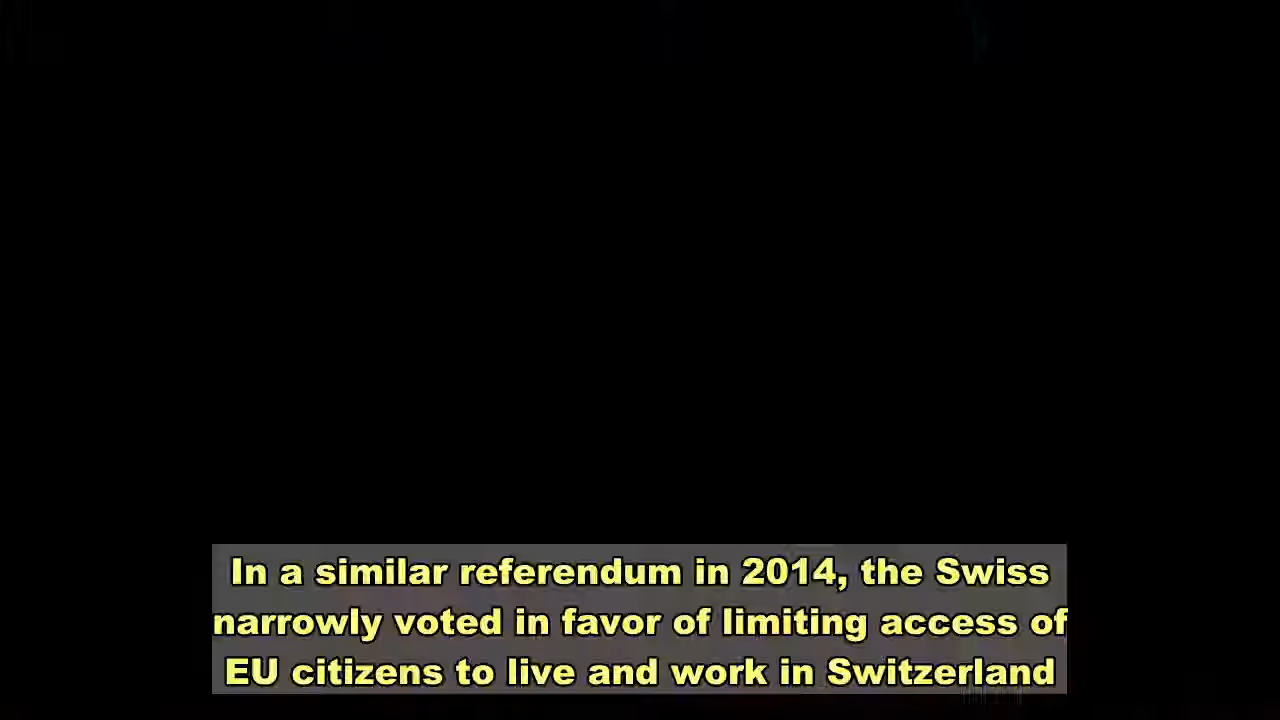 In a similar referendum in 2014, the Swiss
narrowly voted in favor of limiting access of
EU citizens to live and work in Switzerland